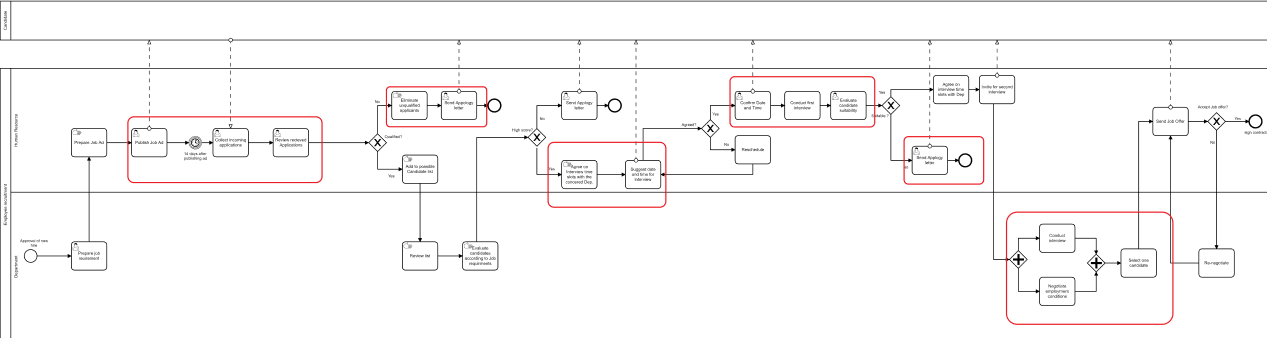 Candidate
Employee recruitment
Human Resource
Department
Approval of new
hire
Prepare job
requirement
Prepare Job Ad
Publish Job Ad
14 days after
publishing ad
Collect incoming
applications
Review recieved
Applications
Qualified?
No
Yes
Eliminate
unqualified
applicants
Send Appology
letter
Add to possible
Candidate list
Review list
Evaluate
candidates
according to Job
requirments
High score?
No
Yes
Send Apology
letter
Agree on
Interview time
slots with the
concered Dep.
Suggest date
and time for
interview
Agreed?
Yes
No
Reschedule
Confirm Date
and Time
Conduct first
interview
Evaluate
candidate
suitability
Suitable ?
Yes
Send Apology
letter
Agree on
interview time
slots with Dep
Invite for second
interview
Conduct
interview
Negotiate
employment
conditions
Select one
candidate
Send Job Offer
Accept Job offer?
Yes
No
Re-negotiate
sign contract